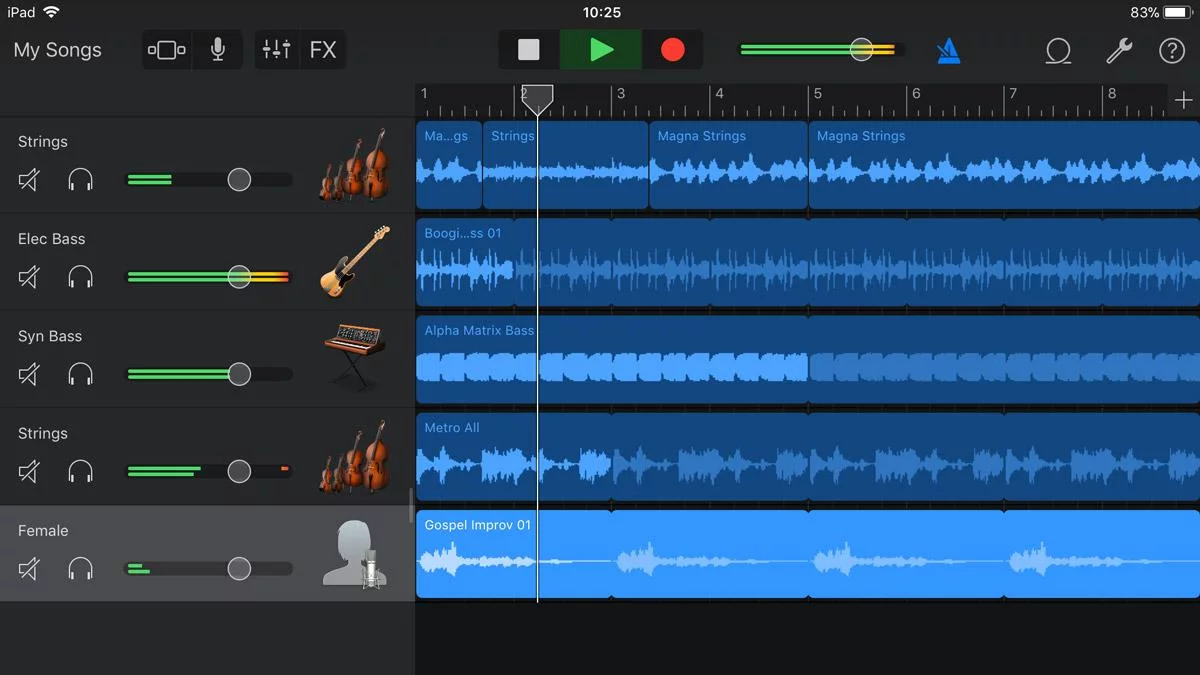 iPad 10:25 83%
My Songs FX
1 2 3 4 5 6 7 8
Strings
Ma...gs Strings Magna Strings Magna Strings
Elec Bass
Boogi...ss 01
Syn Bass
Alpha Matrix Bass
Strings
Metro All
Female
Gospel Improv 01